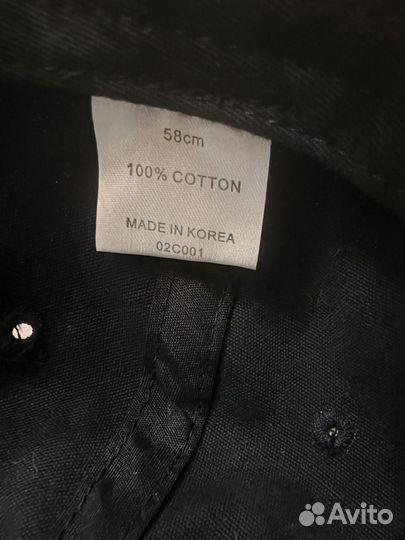 58cm
100% COTTON
MADE IN KOREA
02C001
Avito